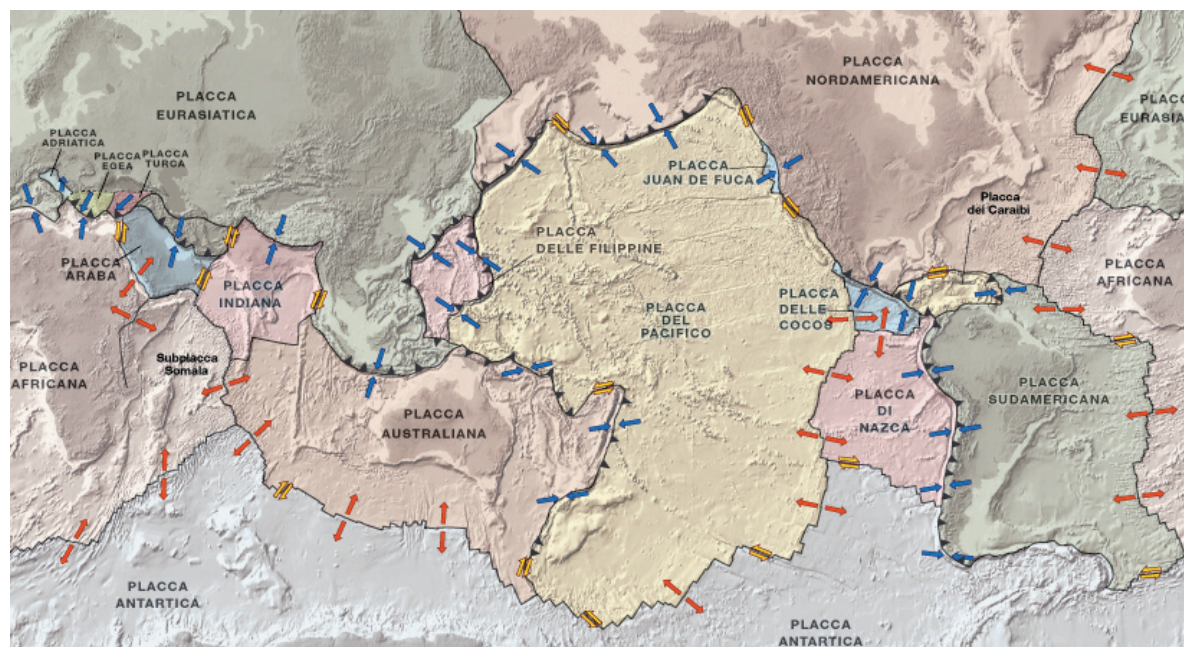 PLACCA
NORDAMERICANA
PLACCA
EURASIATICA
PLACC
EURASIA
PLACCA
ADRIATICA
PLACCA
EGEA
PLACCA
TURCA
PLACCA
JUAN DE FUCA
Placca
dei Caraibi
PLACCA
DELLE FILIPPINE
PLACCA
ARABA
PLACCA
AFRICANA
PLACCA
INDIANA
PLACCA
DELLE
COCOS
PLACCA
DEL
PACIFICO
Subplacca
Somala
PLACCA
AFRICANA
PLACCA
SUDAMERICANA
PLACCA
DI
NAZCA
PLACCA
AUSTRALIANA
PLACCA
ANTARTICA
PLACCA
ANTARTICA